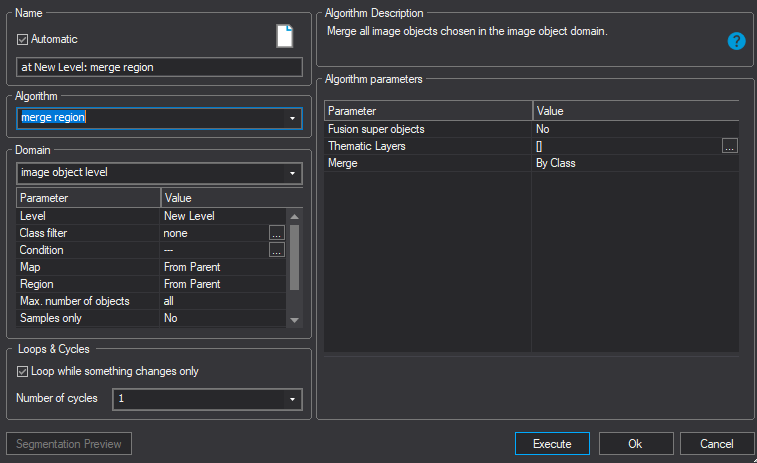 Name
Automatic
at New Level: merge region
Algorithm
merge region
Domain
image object level
Parameter Value
Level New Level
Class filter none ...
Condition --- ...
Map From Parent
Region From Parent
Max. number of objects all
Samples only No
Loops & Cycles
Loop while something changes only
Number of cycles 1
Algorithm Description
Merge all image objects chosen in the image object domain.
?
Algorithm parameters
Parameter Value
Fusion super objects No
Thematic Layers [] ...
Merge By Class
Segmentation Preview Execute Ok Cancel